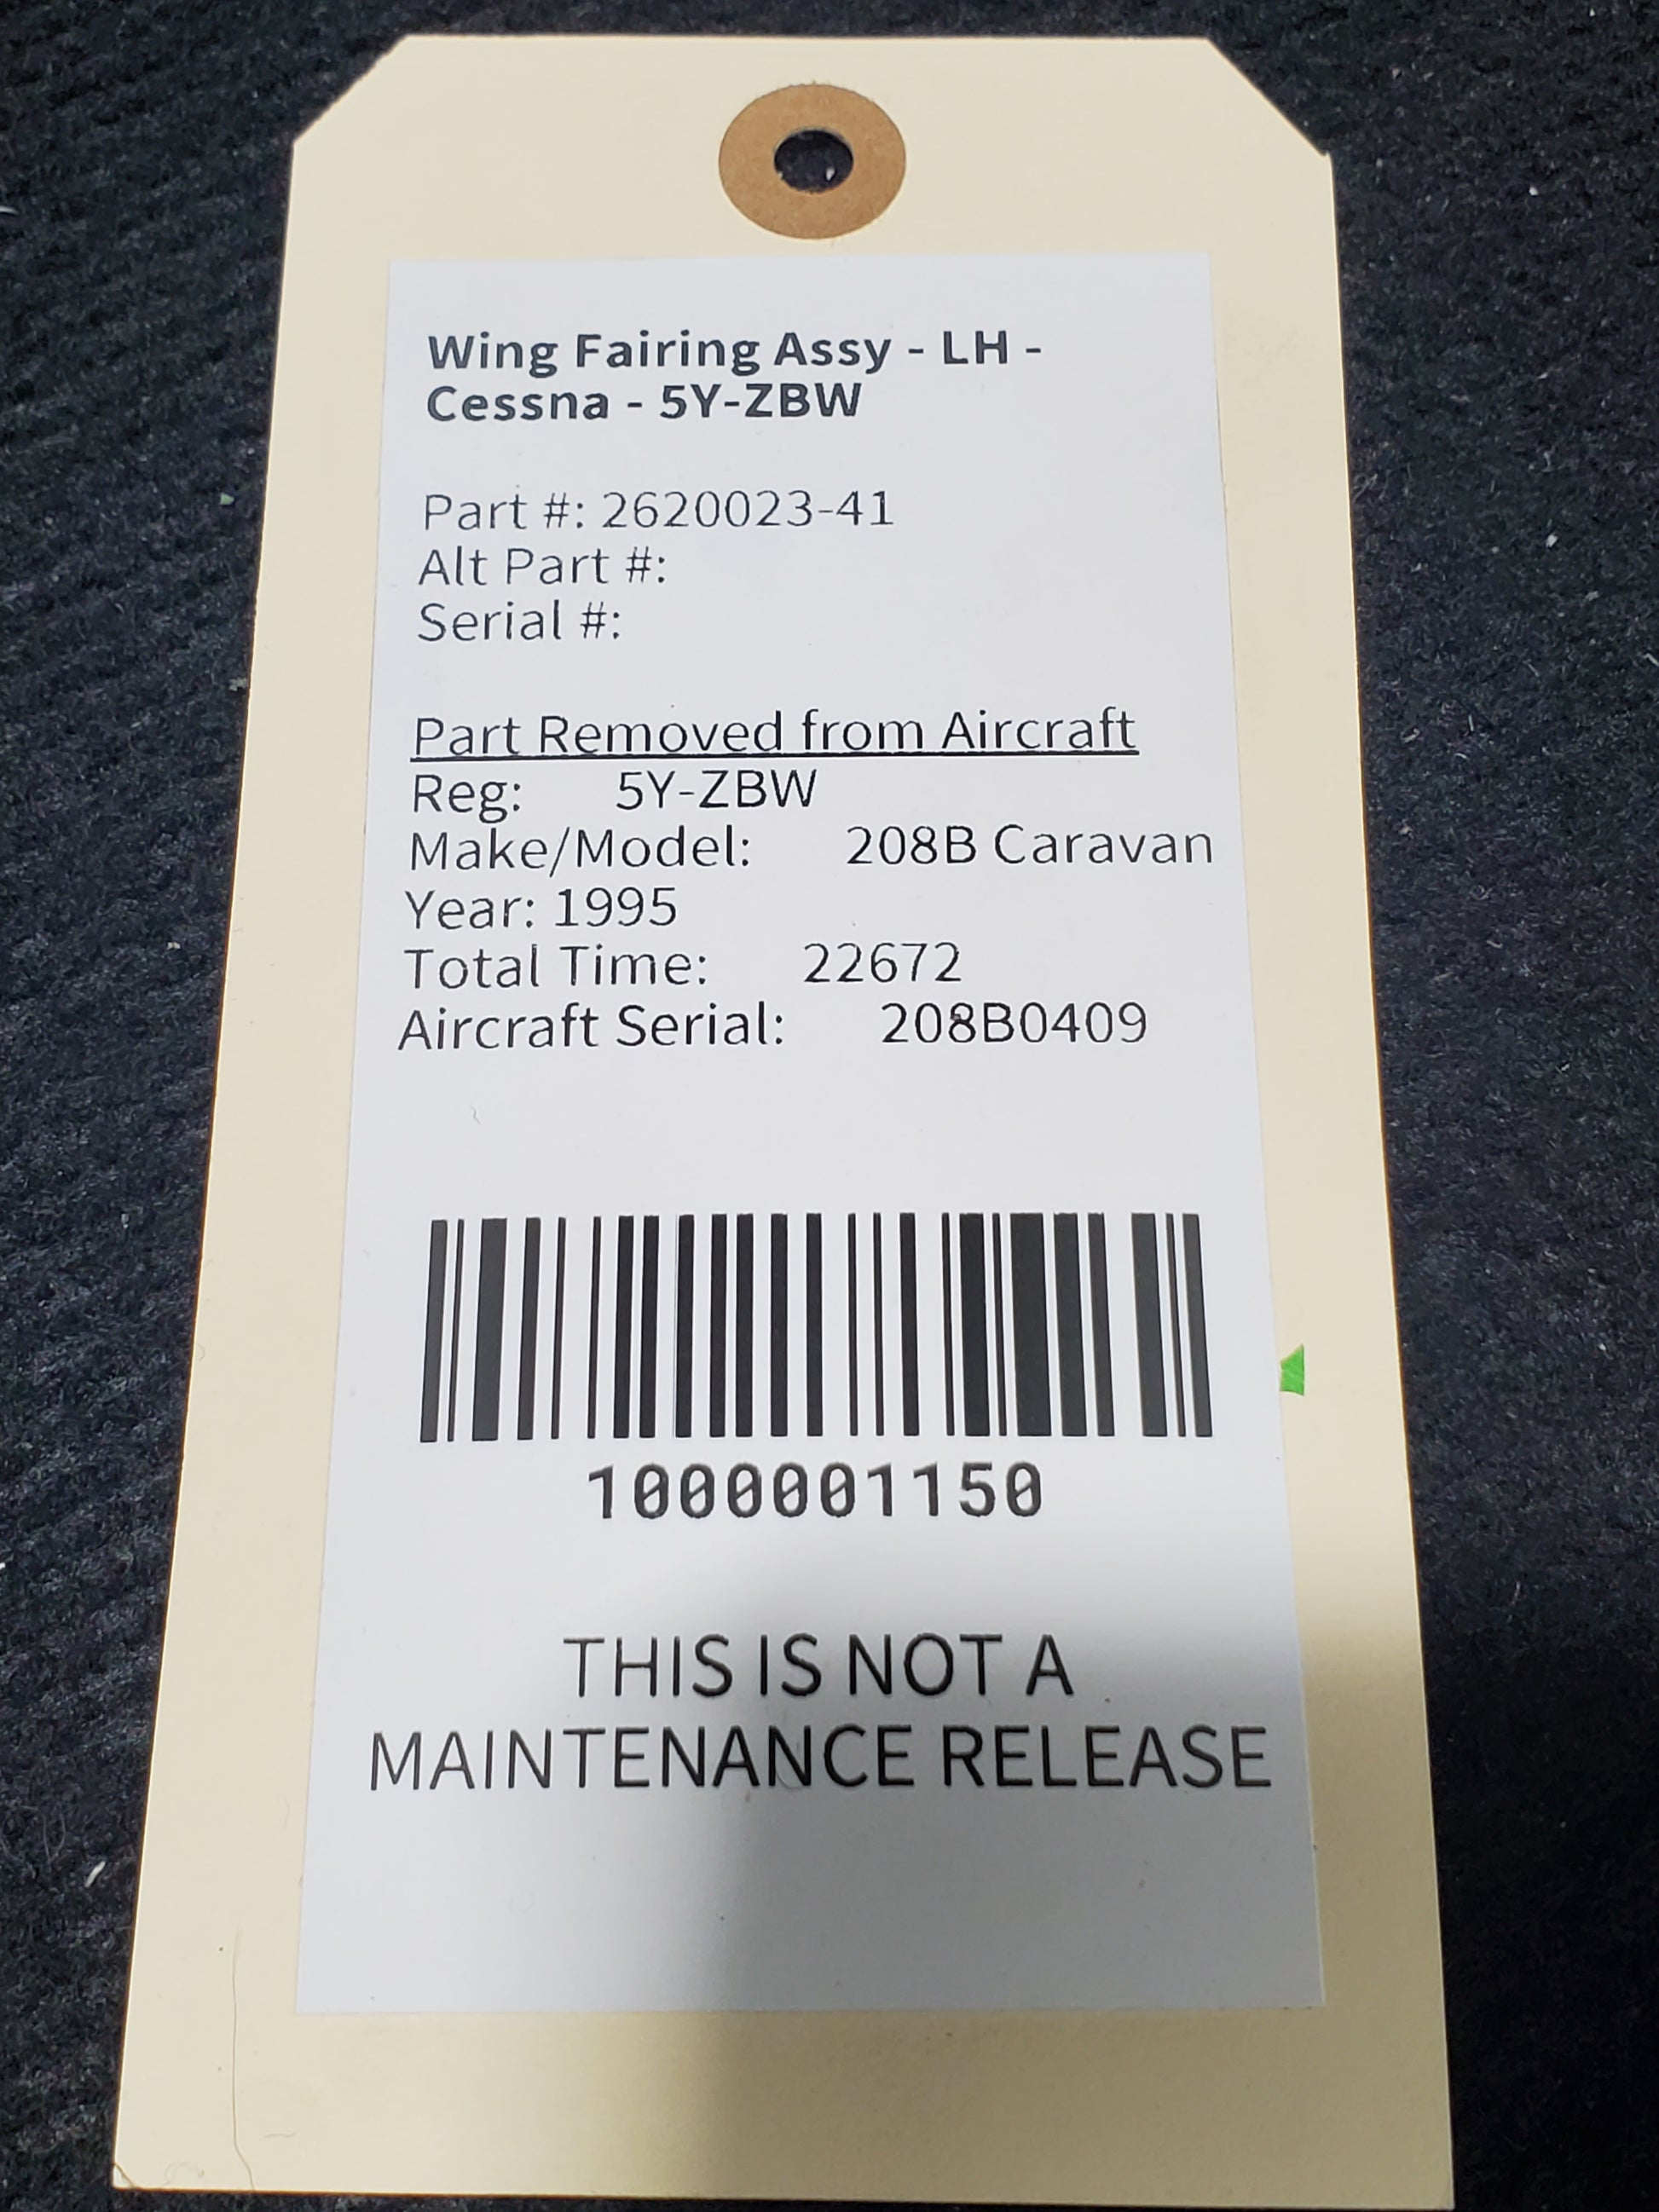 Wing Fairing Assy - LH -
Cessna - 5Y-ZBW
Part #: 2620023-41
Alt Part #:
Serial #:
Part Removed from Aircraft
Reg: 5Y-ZBW
Make/Model: 208B Caravan
Year: 1995
Total Time: 22672
Aircraft Serial: 208B0409
1000001150
THIS IS NOT A
MAINTENANCE RELEASE